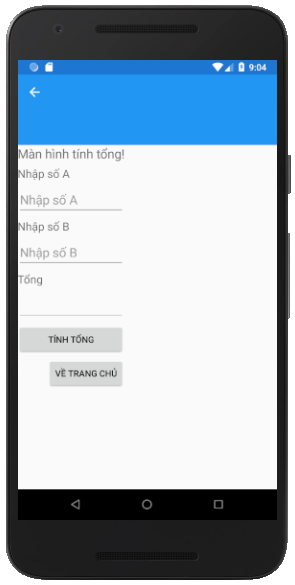 9:04
Màn hình tính tổng!
Nhập số A
Nhập số A
Nhập số B
Nhập số B
Tổng
TÍNH TỔNG
VỀ TRANG CHỦ